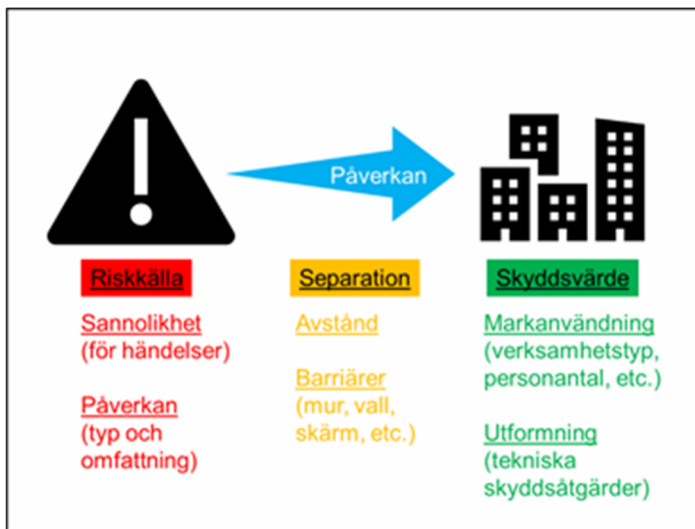 Påverkan
Riskkälla
Sannolikhet
(för händelser)
Påverkan
(typ och
omfattning)
Separation
Avstånd
Barriärer
(mur, vall,
skärm, etc.)
Skyddsvärde
Markanvändning
(verksamhetstyp,
personantal, etc.)
Utformning
(tekniska
skyddsåtgärder)